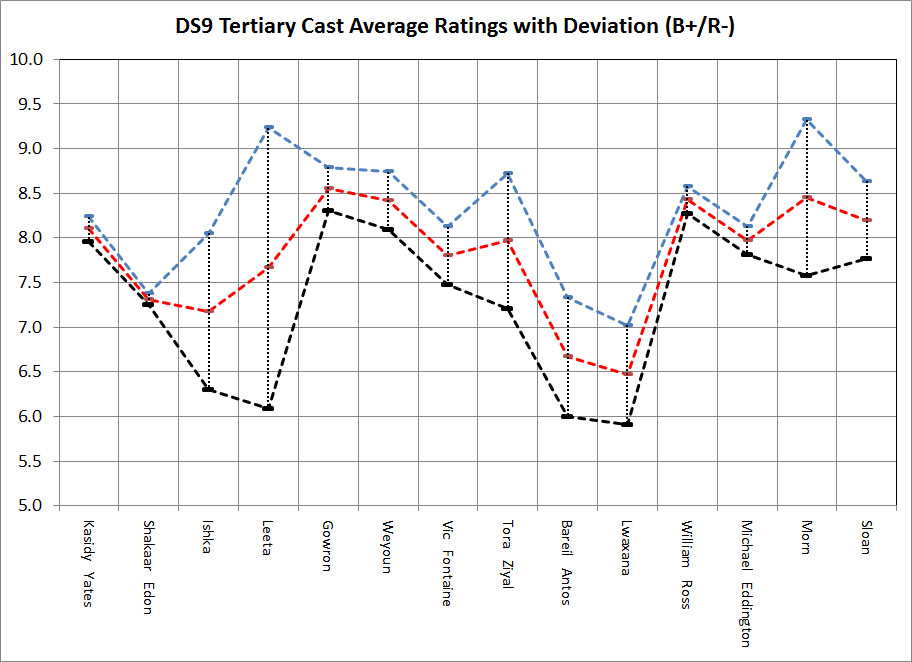 DS9 Tertiary Cast Average Ratings with Deviation (B+/R-)
10.0
9.5
9.0
8.5
8.0
7.5
7.0
6.5
6.0
5.5
5.0
Kasidy Yates
Shakaar Edon
Ishka
Leeta
Gowron
Weyoun
Vic Fontaine
Tora Ziyal
Bareil Antos
Lwaxana
William Ross
Michael Eddington
Morn
Sloan